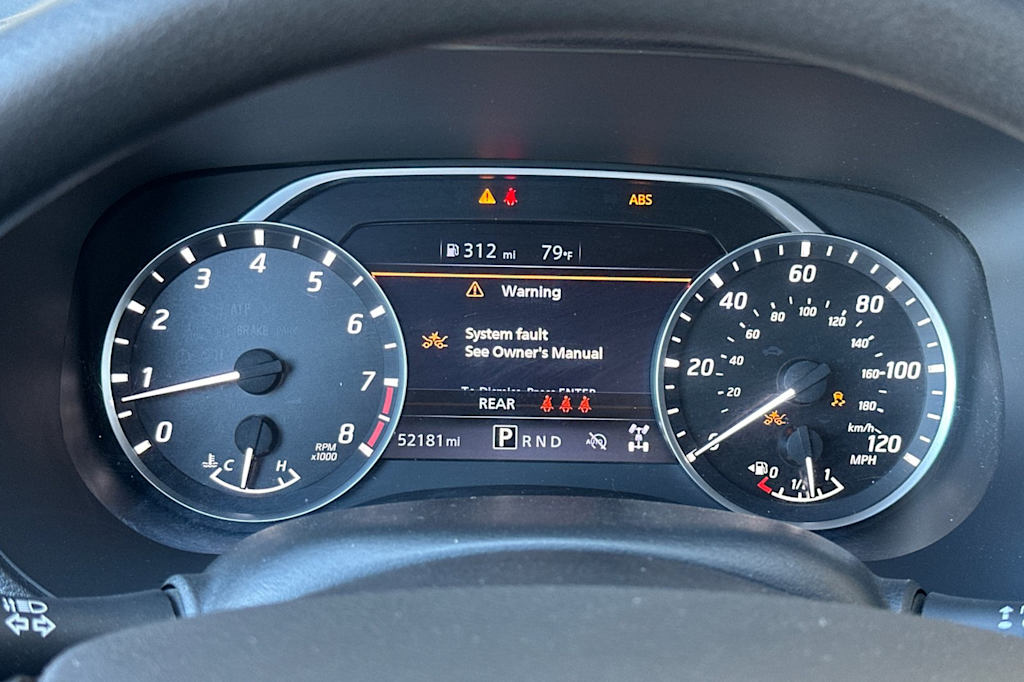 ABS
312 mi 79°F
Warning
System fault
See Owner's Manual
REAR
52181 mi
P R N D
AUTO
0 1 2 3 4 5 6 7 8
RPM
x1000
C H
0 20 40 60 80 100 120
20 40 60 80 100 120 140 160 180
km/h
MPH
0 1/2 1